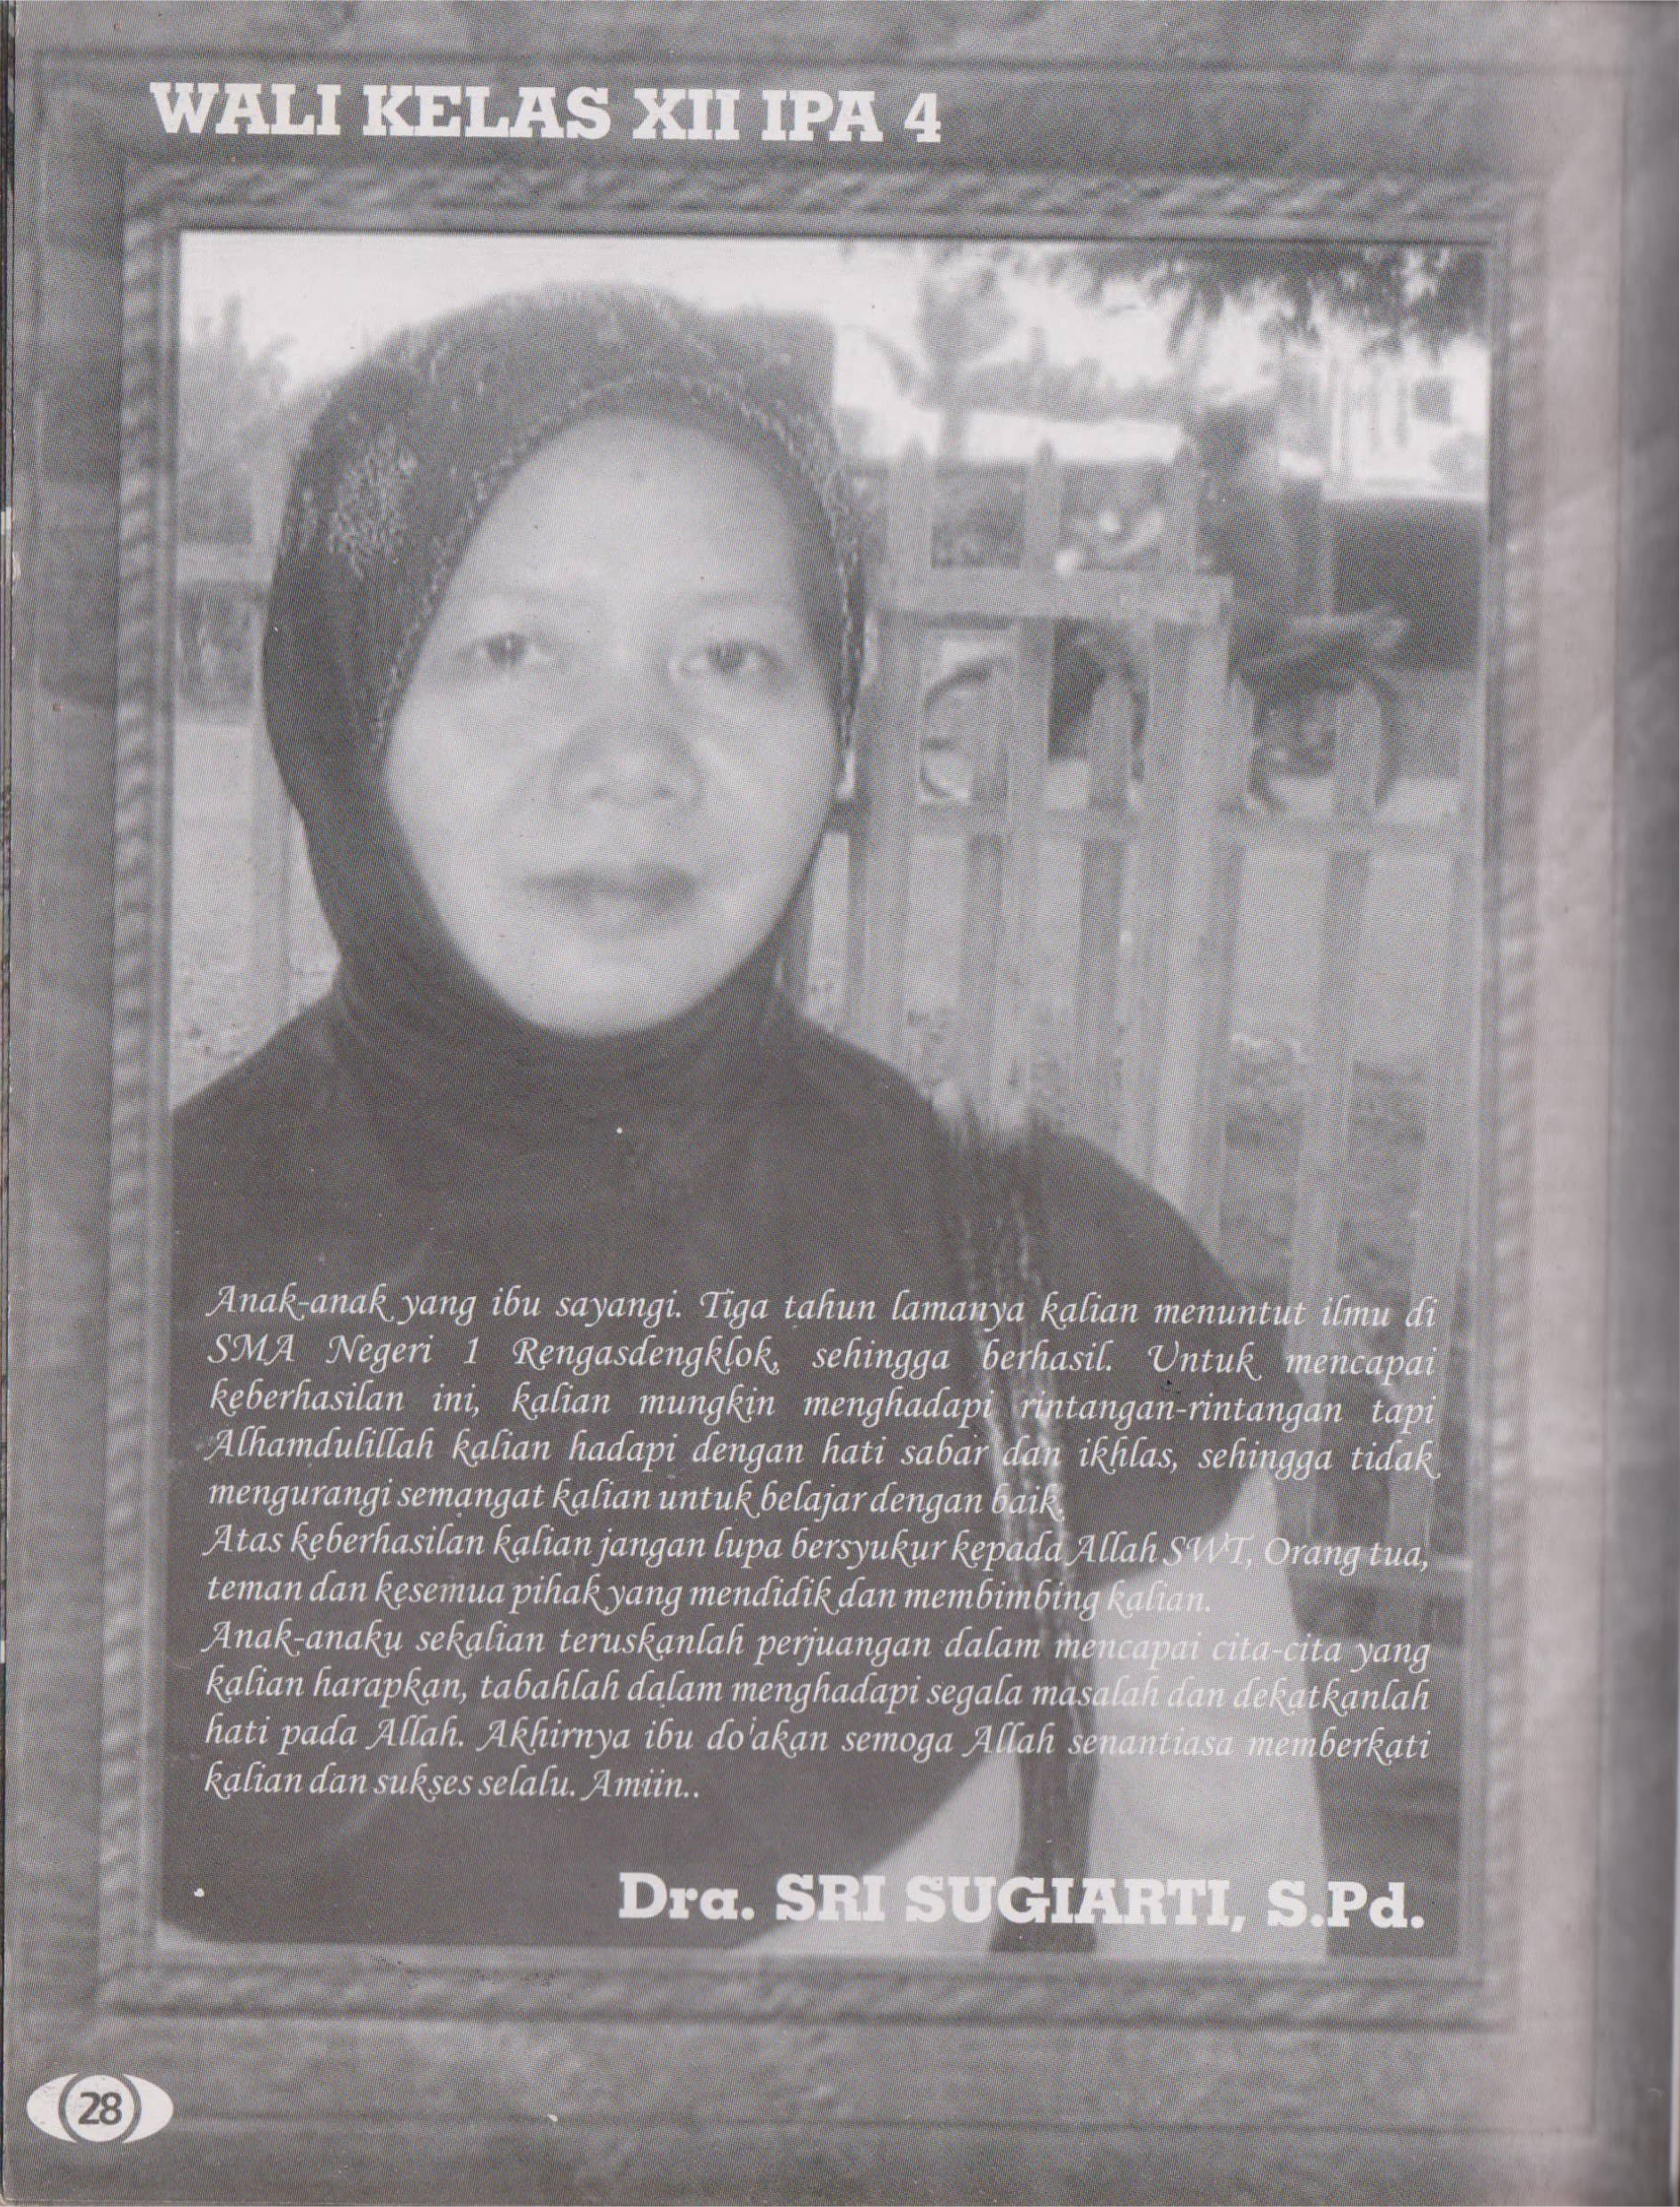 WALI KELAS XII IPA 4
Anak-anak yang ibu sayangi. Tiga tahun lamanya kalian menuntut ilmu di
SMA Negeri 1 Rengasdengklok, sehingga berhasil. Untuk mencapai
keberhasilan ini, kalian mungkin menghadapi rintangan-rintangan tapi
Alhamdulillah kalian hadapi dengan hati sabar dan ikhlas, sehingga tidak
mengurangi semangat kalian untuk belajar dengan baik.
Atas keberhasilan kalian jangan lupa bersyukur kepada Allah SWT, Orang tua,
teman dan kesemua pihak yang mendidik dan membimbing kalian.
Anak-anaku sekalian teruskanlah perjuangan dalam mencapai cita-cita yang
kalian harapkan, tabahlah dalam menghadapi segala masalah dan dekatkanlah
hati pada Allah. Akhirnya ibu do'akan semoga Allah senantiasa memberkati
kalian dan sukses selalu. Amiin..
Dra. SRI SUGIARTI, S.Pd.
28